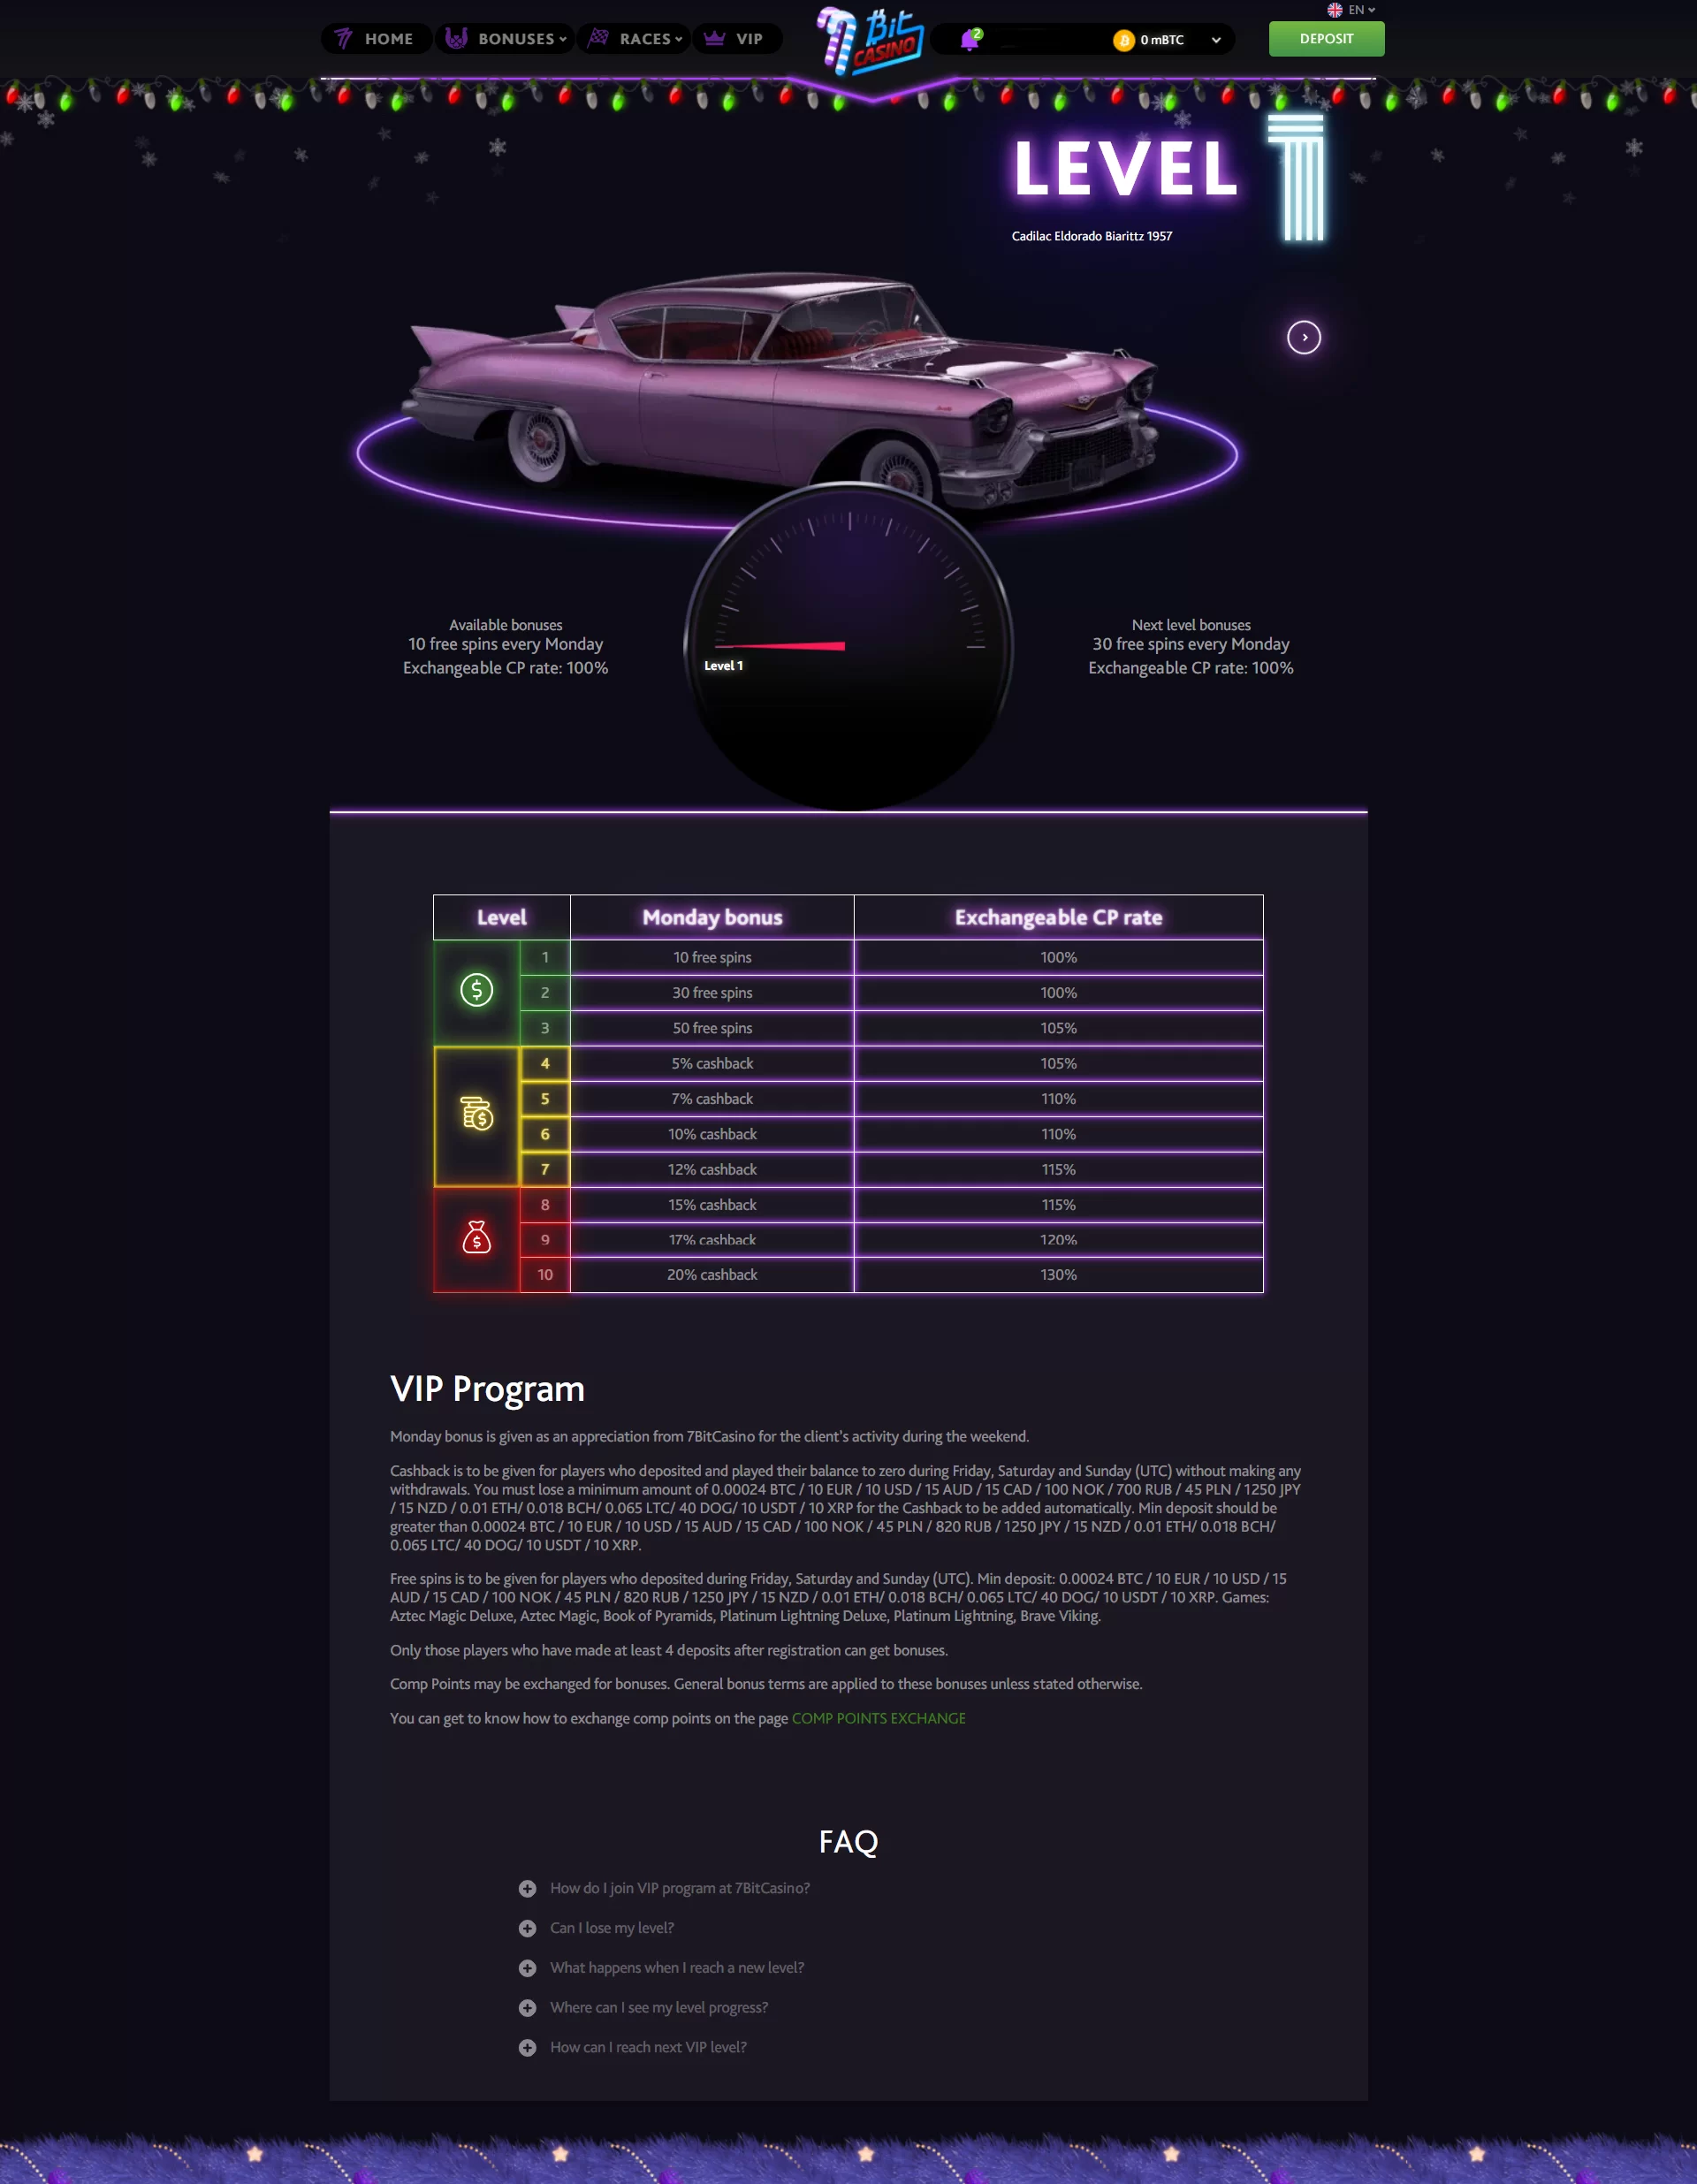 HOME
BONUSES
RACES
VIP
7Bit
CASINO
2
0 mBTC
EN
DEPOSIT
LEVEL 1
Cadilac Eldorado Biarittz 1957
Available bonuses
10 free spins every Monday
Exchangeable CP rate: 100%
Level 1
Next level bonuses
30 free spins every Monday
Exchangeable CP rate: 100%
Level Monday bonus Exchangeable CP rate
1 10 free spins 100%
2 30 free spins 100%
3 50 free spins 105%
4 5% cashback 105%
5 7% cashback 110%
6 10% cashback 110%
7 12% cashback 115%
8 15% cashback 115%
9 17% cashback 120%
10 20% cashback 130%
VIP Program
Monday bonus is given as an appreciation from 7BitCasino for the client's activity during the weekend.
Cashback is to be given for players who deposited and played their balance to zero during Friday, Saturday and Sunday (UTC) without making any
withdrawals. You must lose a minimum amount of 0.00024 BTC / 10 EUR / 10 USD / 15 AUD / 15 CAD / 100 NOK / 700 RUB / 45 PLN / 1250 JPY
/ 15 NZD / 0.01 ETH/ 0.018 BCH/ 0.065 LTC/ 40 DOG/ 10 USDT / 10 XRP for the Cashback to be added automatically. Min deposit should be
greater than 0.00024 BTC / 10 EUR / 10 USD / 15 AUD / 15 CAD / 100 NOK / 45 PLN / 820 RUB / 1250 JPY / 15 NZD / 0.01 ETH/ 0.018 BCH/
0.065 LTC/ 40 DOG/ 10 USDT / 10 XRP.
Free spins is to be given for players who deposited during Friday, Saturday and Sunday (UTC). Min deposit: 0.00024 BTC / 10 EUR / 10 USD / 15
AUD / 15 CAD / 100 NOK / 45 PLN / 820 RUB / 1250 JPY / 15 NZD / 0.01 ETH/ 0.018 BCH/ 0.065 LTC/ 40 DOG/ 10 USDT / 10 XRP. Games:
Aztec Magic Deluxe, Aztec Magic, Book of Pyramids, Platinum Lightning Deluxe, Platinum Lightning, Brave Viking.
Only those players who have made at least 4 deposits after registration can get bonuses.
Comp Points may be exchanged for bonuses. General bonus terms are applied to these bonuses unless stated otherwise.
You can get to know how to exchange comp points on the page COMP POINTS EXCHANGE
FAQ
How do I join VIP program at 7BitCasino?
Can I lose my level?
What happens when I reach a new level?
Where can I see my level progress?
How can I reach next VIP level?